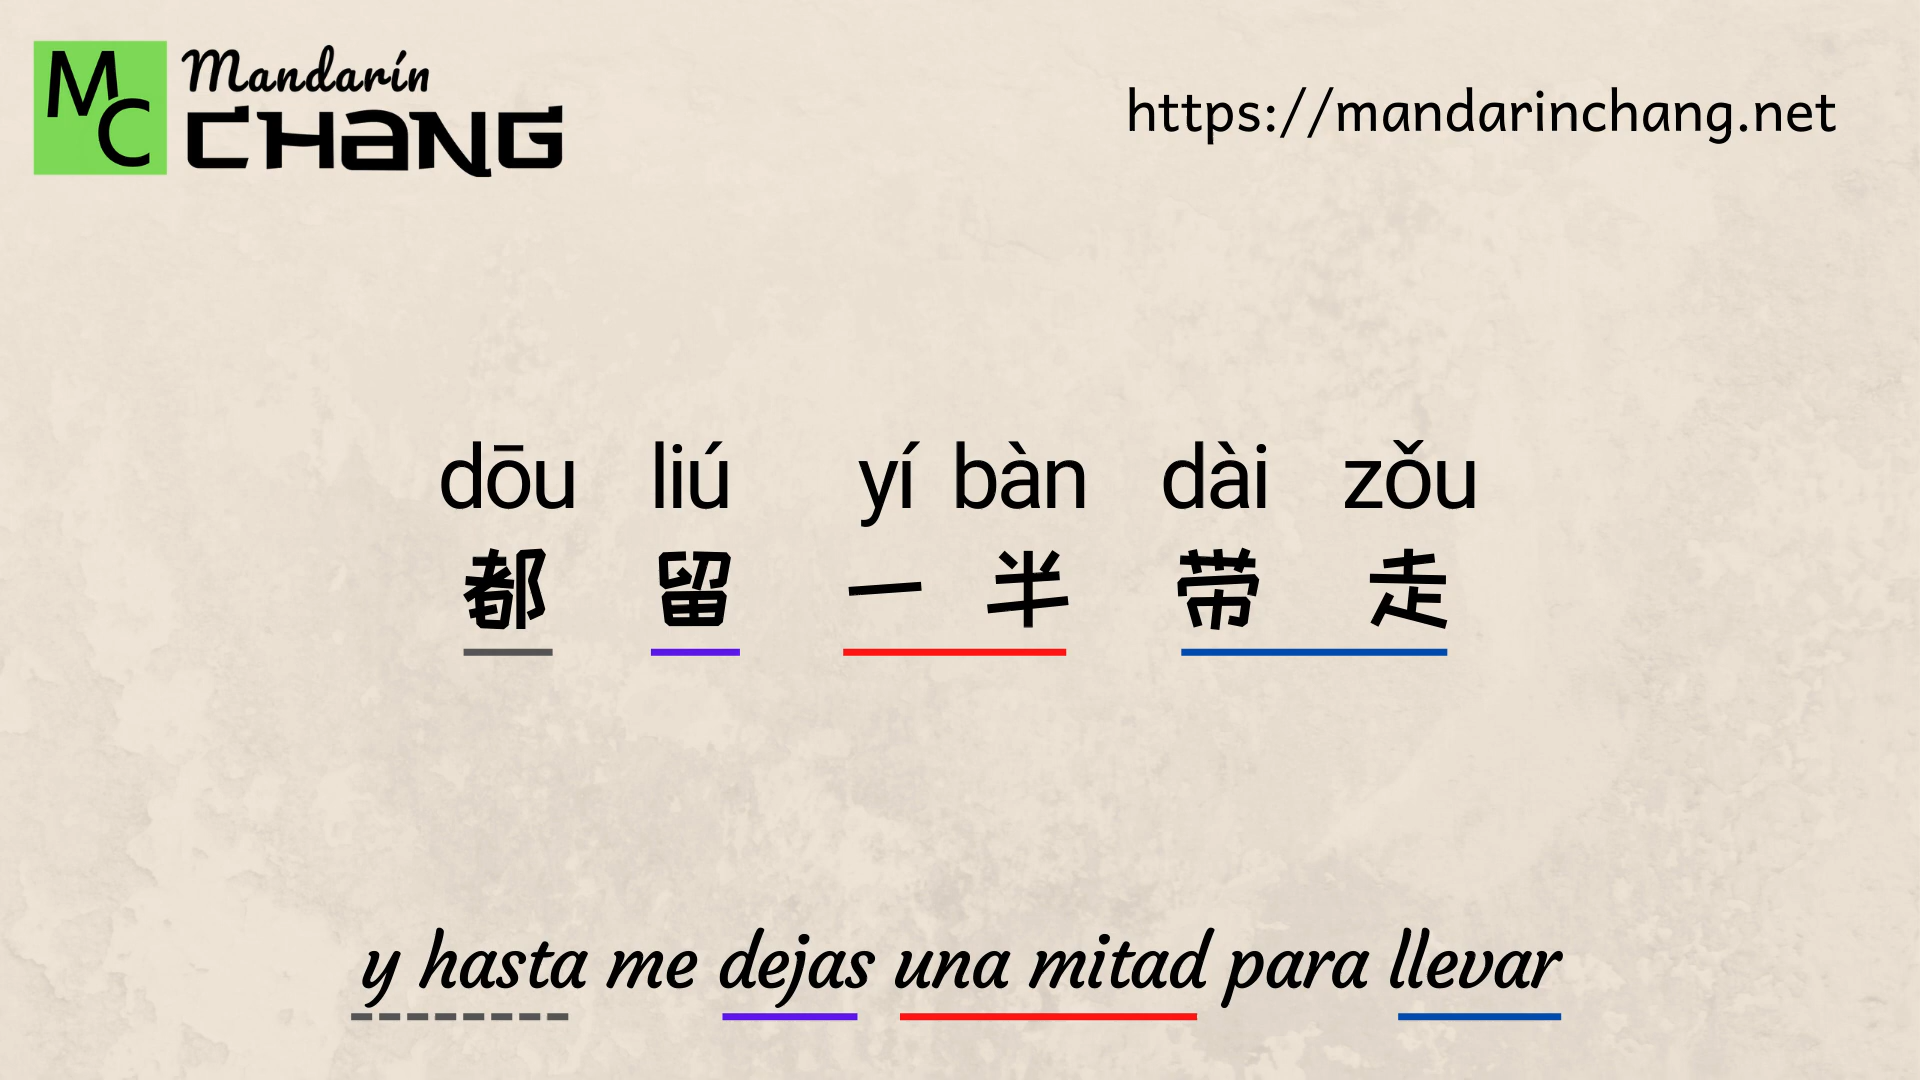 MC Mandarín
CHANG
https://mandarinchang.net
dōu liú yí bàn dài zǒu
都 留 一 半 带 走
y hasta me dejas una mitad para llevar